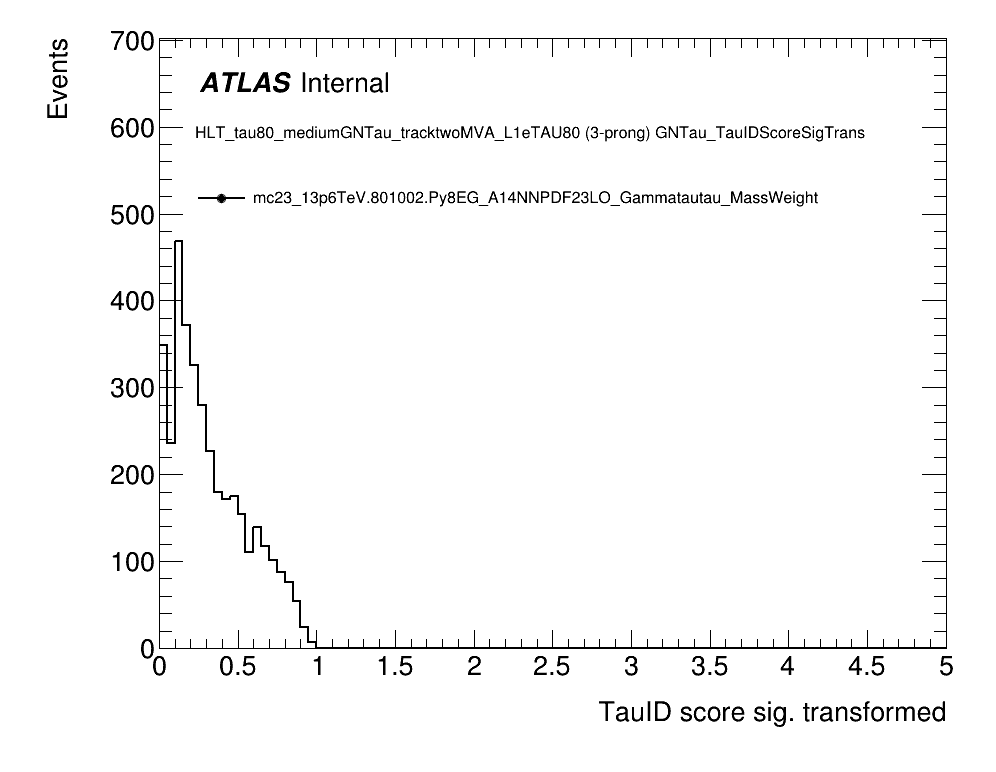 Events
700
600
500
400
300
200
100
0
ATLAS Internal
HLT_tau80_mediumGNTau_tracktwoMVA_L1eTAU80 (3-prong) GNTau_TauIDScoreSigTrans
mc23_13p6TeV.801002.Py8EG_A14NNPDF23LO_Gammatautau_MassWeight
0 0.5 1 1.5 2 2.5 3 3.5 4 4.5 5
TauID score sig. transformed